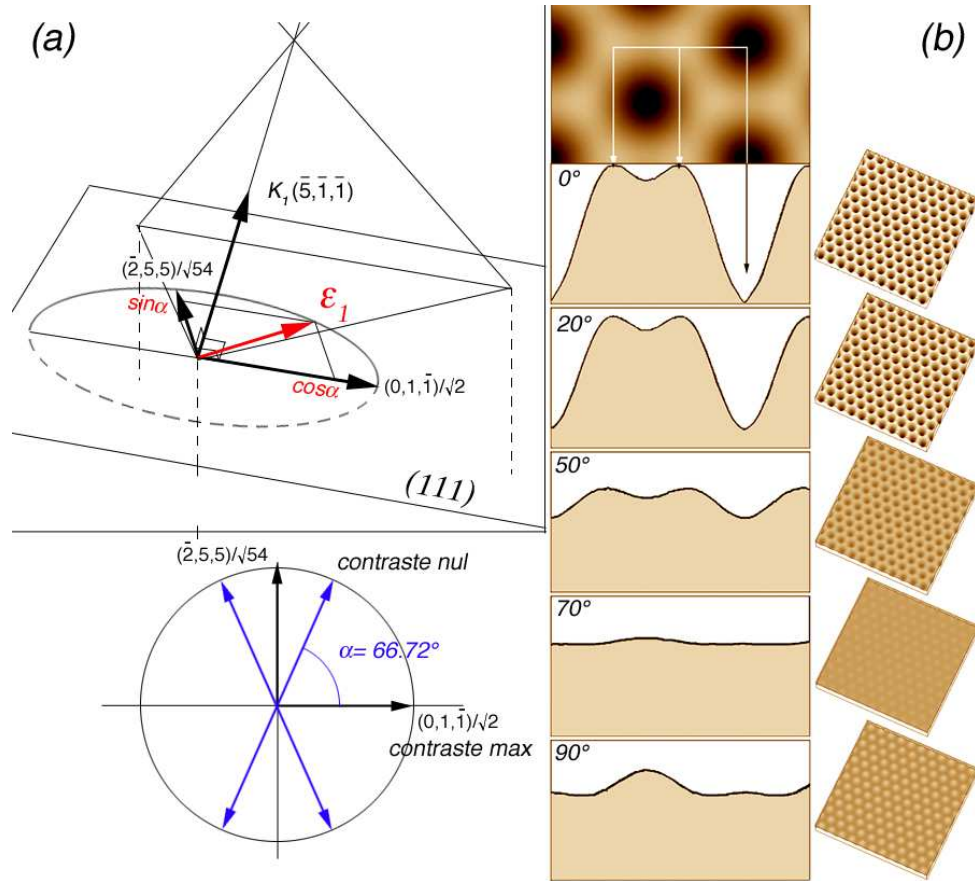 (a)
K₁(5̅,1̅,1̅)
(2̅,5,5)/√54
sinα
ε₁
cosα
(0,1,1̅)/√2
(111)
(2̅,5,5)/√54
contraste nul
α= 66.72°
(0,1,1̅)/√2
contraste max
(b)
0°
20°
50°
70°
90°